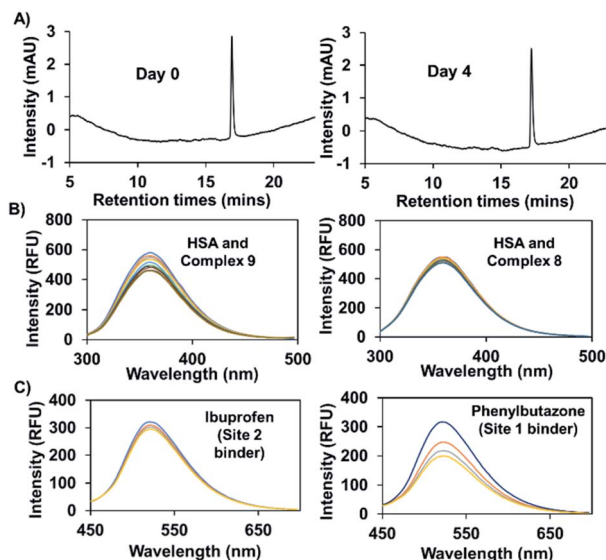 A)
Intensity (mAU)
3
2
1
0
-1
Day 0
5
10
15
20
Retention times (mins)
Intensity (mAU)
3
2
1
0
-1
Day 4
5
10
15
20
Retention times (mins)
B)
Intensity (RFU)
800
600
400
200
0
HSA and
Complex 9
300
400
500
Wavelength (nm)
Intensity (RFU)
800
600
400
200
0
HSA and
Complex 8
300
400
500
Wavelength (nm)
C)
Intensity (RFU)
400
300
200
100
0
Ibuprofen
(Site 2
binder)
450
550
650
Wavelength (nm)
Intensity (RFU)
400
300
200
100
0
Phenylbutazone
(Site 1 binder)
450
550
650
Wavelength (nm)